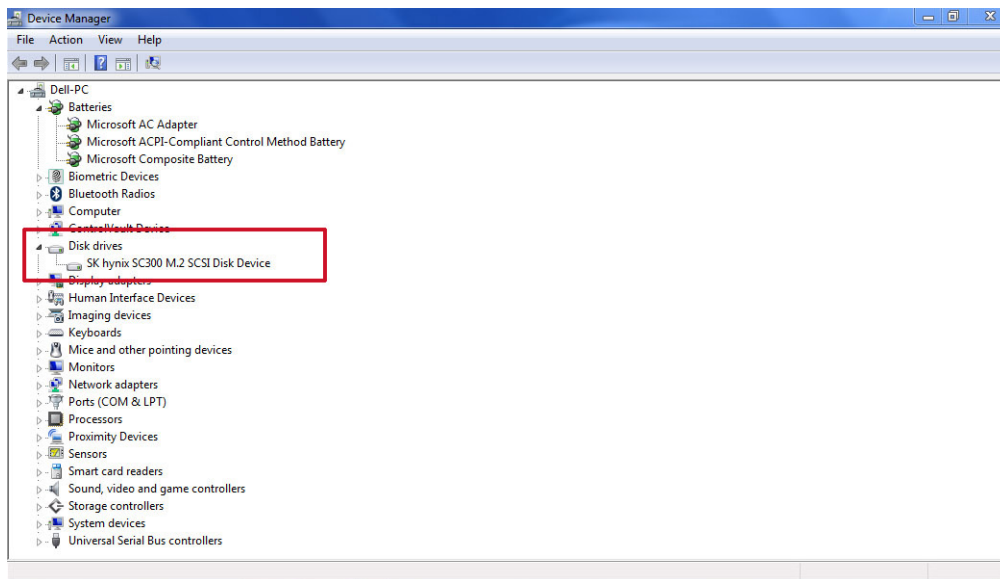 Device Manager
File Action View Help
Dell-PC
Batteries
Microsoft AC Adapter
Microsoft ACPI-Compliant Control Method Battery
Microsoft Composite Battery
Biometric Devices
Bluetooth Radios
Computer
ControlVault Device
Disk drives
SK hynix SC300 M.2 SCSI Disk Device
Display adapters
Human Interface Devices
Imaging devices
Keyboards
Mice and other pointing devices
Monitors
Network adapters
Ports (COM & LPT)
Processors
Proximity Devices
Sensors
Smart card readers
Sound, video and game controllers
Storage controllers
System devices
Universal Serial Bus controllers